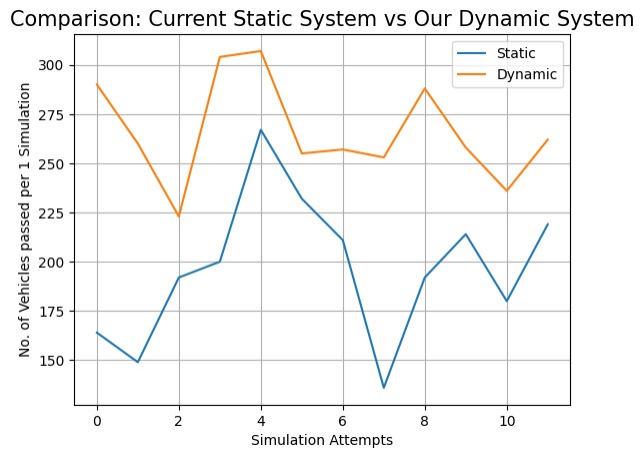 Comparison: Current Static System vs Our Dynamic System
Static
Dynamic
No. of Vehicles passed per 1 Simulation
300
275
250
225
200
175
150
0 2 4 6 8 10
Simulation Attempts